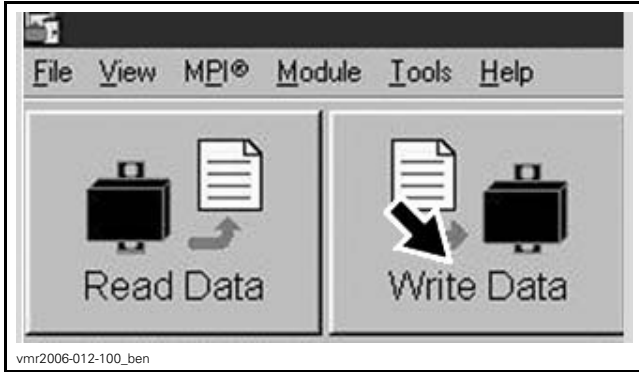 File View MPI® Module Tools Help
Read Data
Write Data
vmr2006-012-100_ben